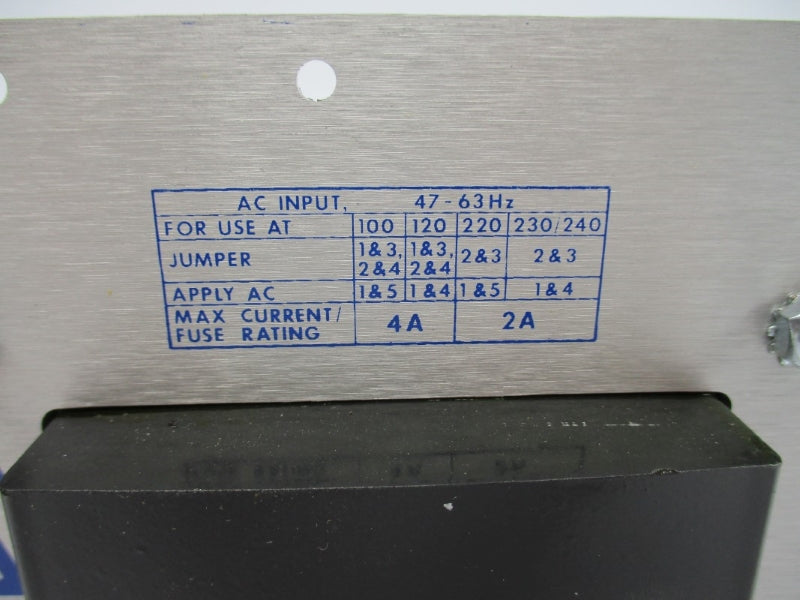 AC INPUT, 47-63Hz
FOR USE AT 100 120 220 230/240
JUMPER 1&3, 2&4 1&3, 2&4 2&3 2&3
APPLY AC 1&5 1&4 1&5 1&4
MAX CURRENT/ FUSE RATING 4A 2A